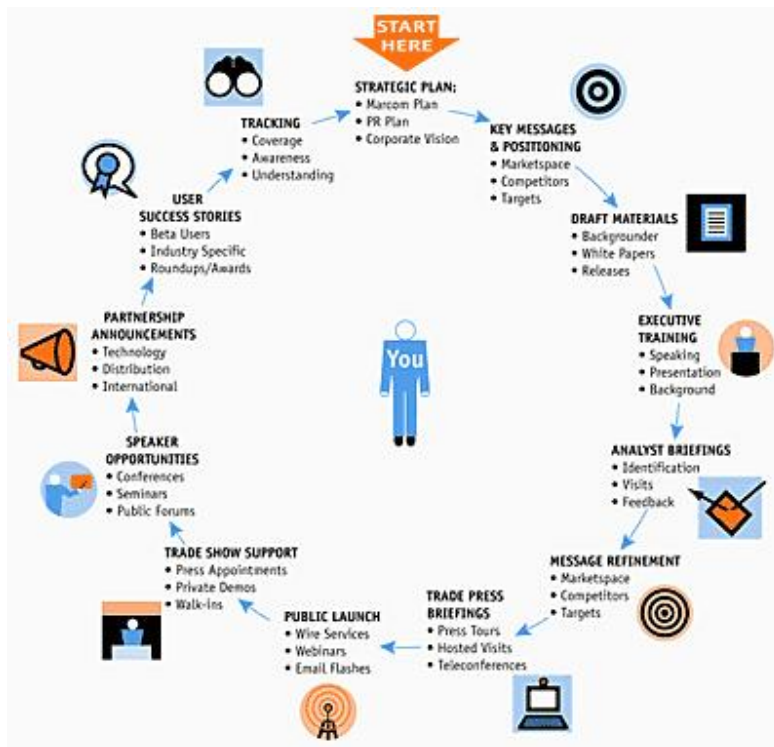 START
HERE
STRATEGIC PLAN:
• Marcom Plan
• PR Plan
• Corporate Vision
KEY MESSAGES
& POSITIONING
• Marketspace
• Competitors
• Targets
DRAFT MATERIALS
• Backgrounder
• White Papers
• Releases
EXECUTIVE
TRAINING
• Speaking
• Presentation
• Background
ANALYST BRIEFINGS
• Identification
• Visits
• Feedback
MESSAGE REFINEMENT
• Marketspace
• Competitors
• Targets
TRADE PRESS
BRIEFINGS
• Press Tours
• Hosted Visits
• Teleconferences
PUBLIC LAUNCH
• Wire Services
• Webinars
• Email Flashes
TRADE SHOW SUPPORT
• Press Appointments
• Private Demos
• Walk-ins
SPEAKER
OPPORTUNITIES
• Conferences
• Seminars
• Public Forums
PARTNERSHIP
ANNOUNCEMENTS
• Technology
• Distribution
• International
USER
SUCCESS STORIES
• Beta Users
• Industry Specific
• Roundups/Awards
TRACKING
• Coverage
• Awareness
• Understanding
You